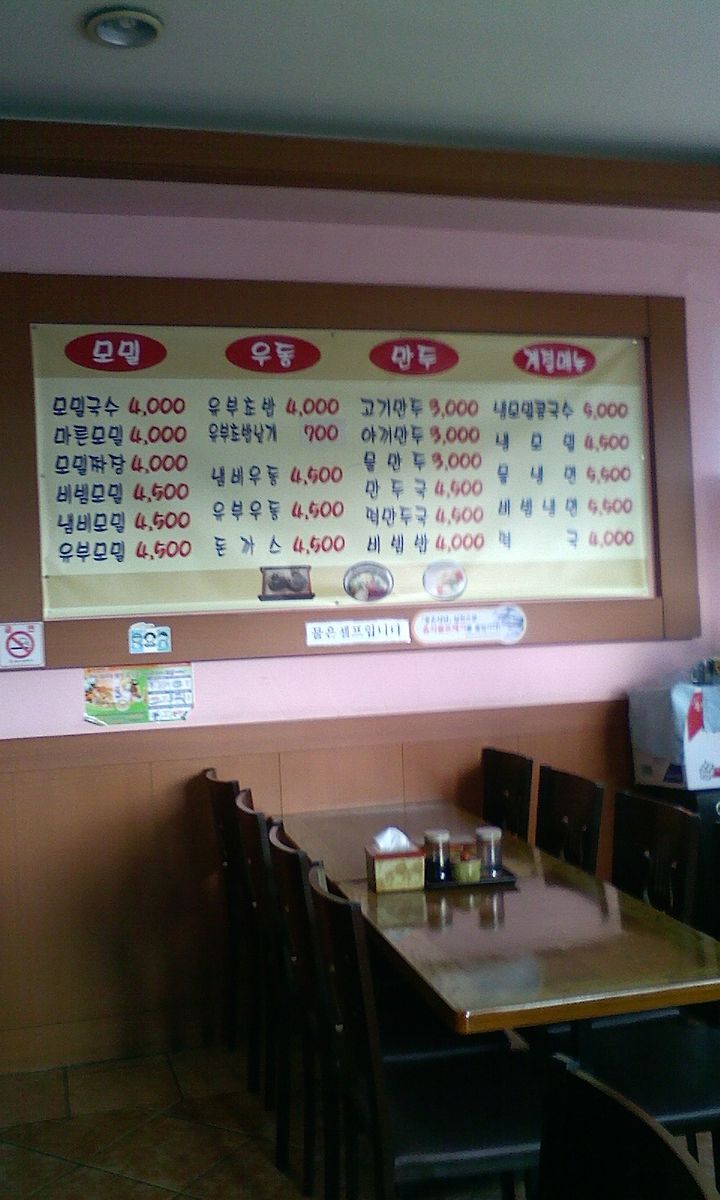 모밀
모밀국수 4,000
마른모밀 4,000
모밀짜장 4,000
비빔모밀 4,500
냄비모밀 4,500
유부모밀 4,500
우동
유부초밥 4,000
유부초밥낱개 700
냄비우동 4,500
유부우동 4,500
돈가스 4,500
만두
고기만두 3,000
야끼만두 3,000
물만두 3,000
만두국 4,500
떡만두국 4,500
비빔밥 4,000
계절메뉴
냉모밀콩국수 5,000
냉모밀 4,500
물냉면 5,500
비빔냉면 5,500
떡국 4,000
물은셀프입니다